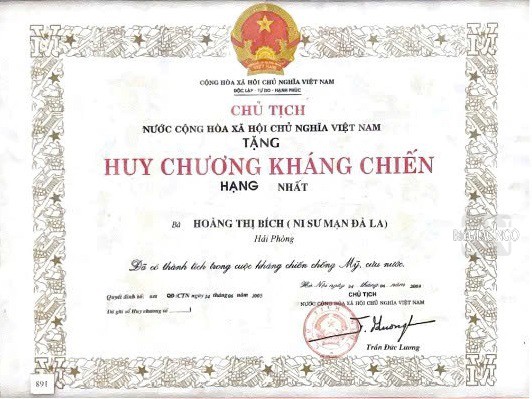 CỘNG HÒA XÃ HỘI CHỦ NGHĨA VIỆT NAM
ĐỘC LẬP - TỰ DO - HẠNH PHÚC
CHỦ TỊCH
NƯỚC CỘNG HÒA XÃ HỘI CHỦ NGHĨA VIỆT NAM
TẶNG
HUY CHƯƠNG KHÁNG CHIẾN
HẠNG NHẤT
Bà HOÀNG THỊ BÍCH ( NI SƯ MẠN ĐÀ LA)
Hải Phòng
Đã có thành tích trong cuộc kháng chiến chống Mỹ, cứu nước.
Hà Nội ngày 24 tháng 04 năm
CHỦ TỊCH
NƯỚC CỘNG HÒA XÃ HỘI CHỦ NGHĨA VIỆT NAM
Quyết định số: QĐ/CTN ngày 24 tháng 04 năm
Đã ghi sổ Huy chương số
Trần Đức Lương
891